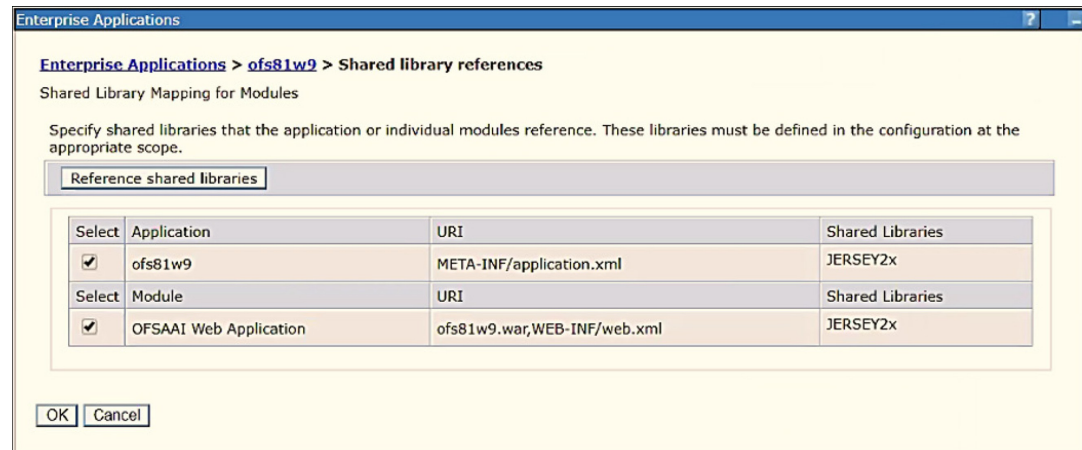 Enterprise Applications ?
Enterprise Applications > ofs81w9 > Shared library references
Shared Library Mapping for Modules
Specify shared libraries that the application or individual modules reference. These libraries must be defined in the configuration at the
appropriate scope.
Reference shared libraries
Select Application URI Shared Libraries
ofs81w9 META-INF/application.xml JERSEY2x
Select Module URI Shared Libraries
OFSAAI Web Application ofs81w9.war,WEB-INF/web.xml JERSEY2x
OK Cancel